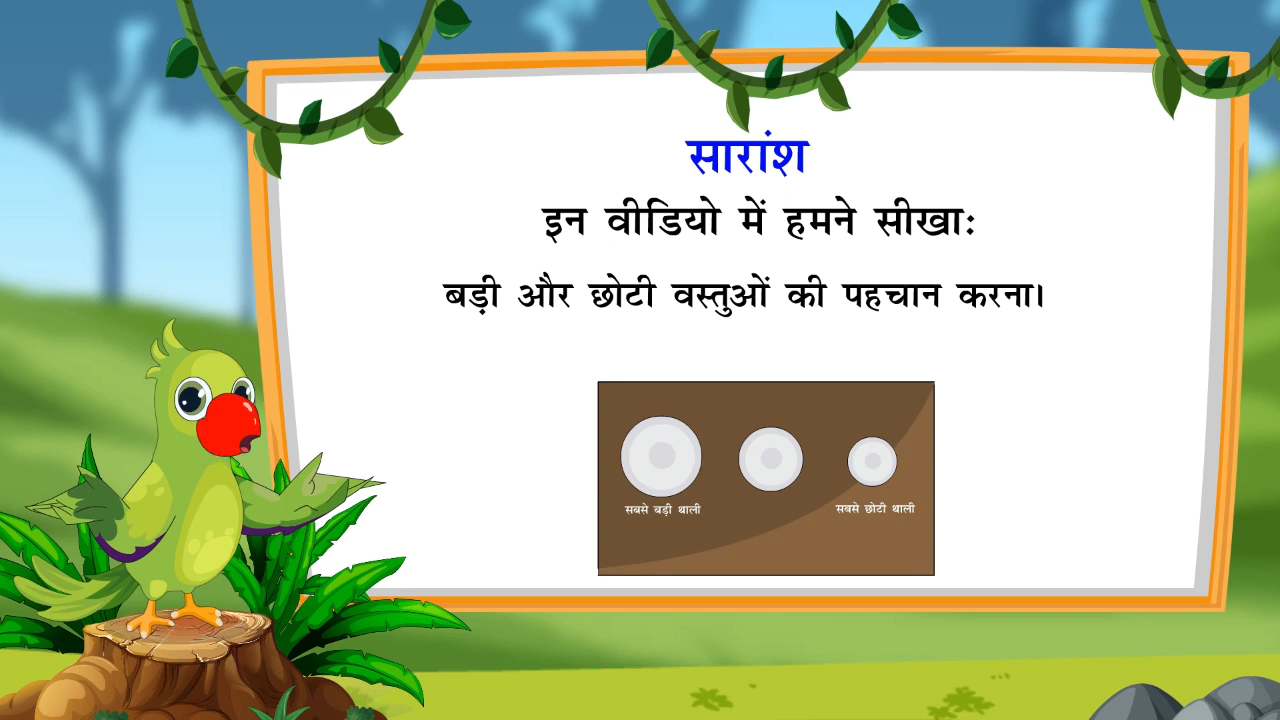 सारांश
इन वीडियो में हमने सीखाः
बड़ी और छोटी वस्तुओं की पहचान करना।
सबसे बड़ी थाली
सबसे छोटी थाली